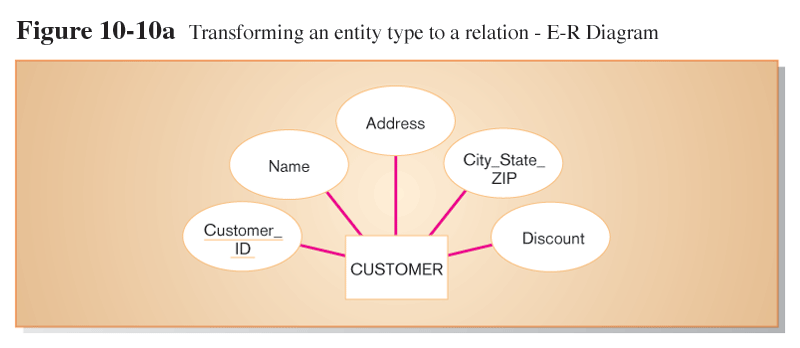 Figure 10-10a Transforming an entity type to a relation - E-R Diagram
Address
Name
City_State_
ZIP
Customer_
ID
Discount
CUSTOMER